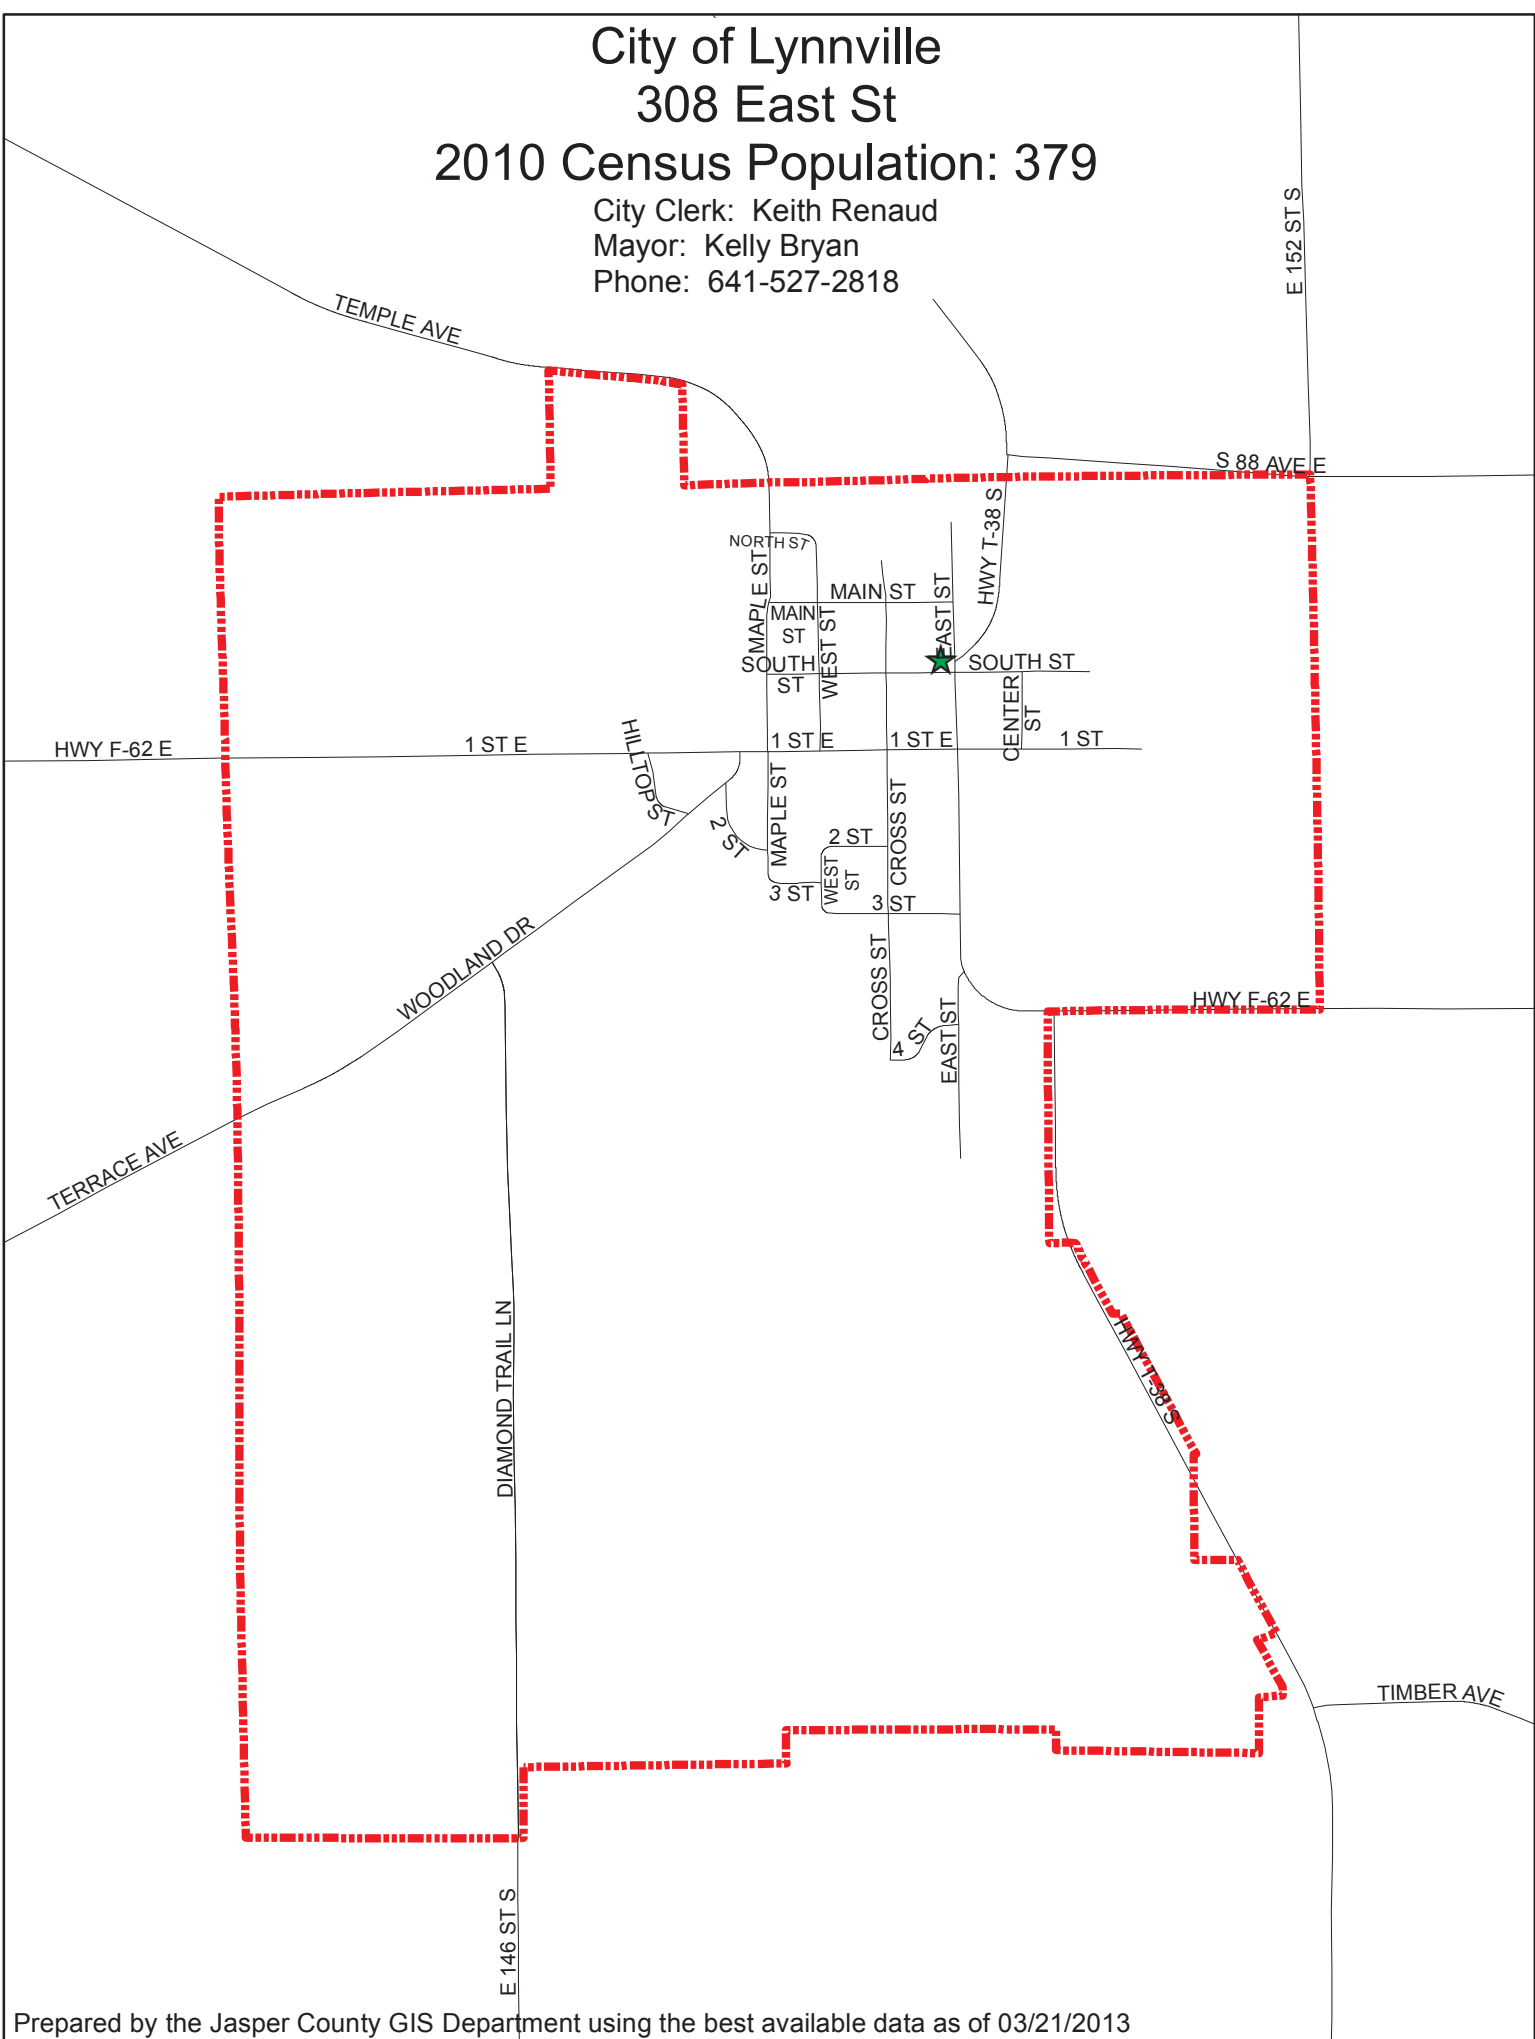 City of Lynnville
308 East St
2010 Census Population: 379
City Clerk:  Keith Renaud
Mayor:  Kelly Bryan
Phone:  641-527-2818
E 152 ST S
TEMPLE AVE
S 88 AVE E
HWY T-38 S
NORTH ST
MAPLE ST
MAIN ST
EAST ST
MAIN
ST
WEST ST
SOUTH
ST
SOUTH ST
CENTER
ST
HWY F-62 E
1 ST E
HILLTOP ST
1 ST E
1 ST E
1 ST
MAPLE ST
2 ST
2 ST
CROSS ST
WEST
ST
3 ST
3 ST
WOODLAND DR
CROSS ST
4 ST
EAST ST
HWY F-62 E
TERRACE AVE
DIAMOND TRAIL LN
HWY T-38 S
TIMBER AVE
E 146 ST S
Prepared by the Jasper County GIS Department using the best available data as of 03/21/2013